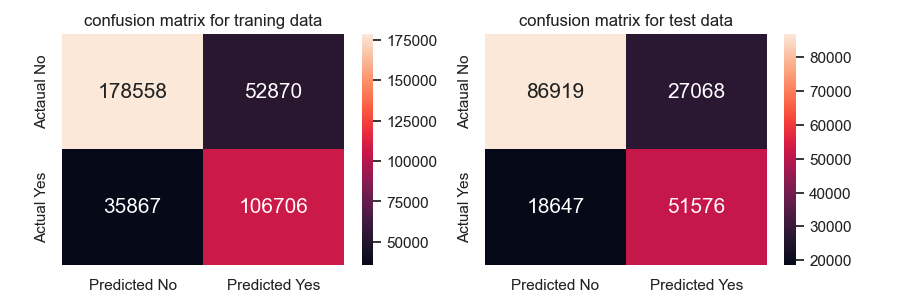 confusion matrix for traning data
Actaual No
Actual Yes
178558 52870
35867 106706
Predicted No Predicted Yes
175000
150000
125000
100000
75000
50000
confusion matrix for test data
Actaual No
Actual Yes
86919 27068
18647 51576
Predicted No Predicted Yes
80000
70000
60000
50000
40000
30000
20000